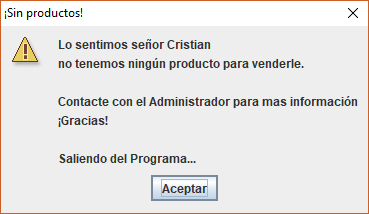 ¡Sin productos!
Lo sentimos señor Cristian
no tenemos ningún producto para venderle.
Contacte con el Administrador para mas información
¡Gracias!
Saliendo del Programa...
Aceptar